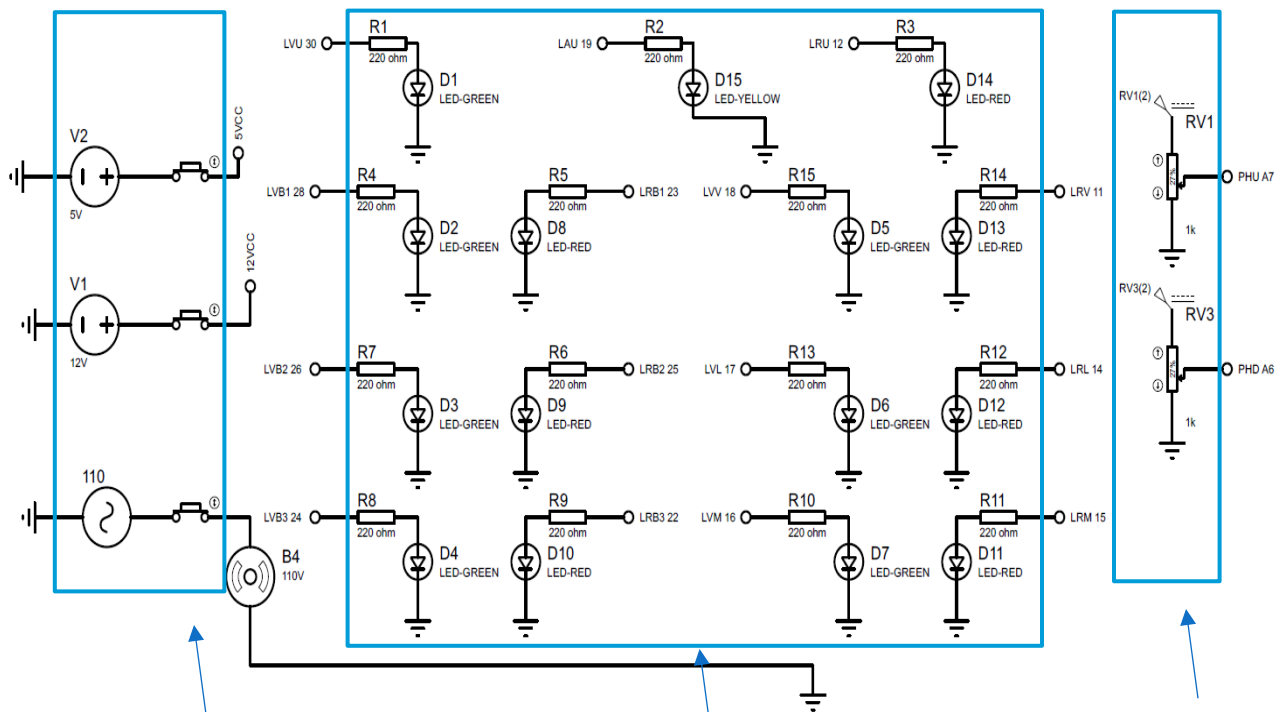 R1
LVU 30
220 ohm
D1
LED-GREEN
R2
LAU 19
220 ohm
D15
LED-YELLOW
R3
LRU 12
220 ohm
D14
LED-RED
V2
5V
5VCC
V1
12V
12VCC
110
B4
110V
R4
LVB1 28
220 ohm
D2
LED-GREEN
R5
LRB1 23
220 ohm
D8
LED-RED
R15
LVV 18
220 ohm
D5
LED-GREEN
R14
LRV 11
220 ohm
D13
LED-RED
R7
LVB2 26
220 ohm
D3
LED-GREEN
R6
LRB2 25
220 ohm
D9
LED-RED
R13
LVL 17
220 ohm
D6
LED-GREEN
R12
LRL 14
220 ohm
D12
LED-RED
R8
LVB3 24
220 ohm
D4
LED-GREEN
R9
LRB3 22
220 ohm
D10
LED-RED
R10
LVM 16
220 ohm
D7
LED-GREEN
R11
LRM 15
220 ohm
D11
LED-RED
RV1(2)
RV1
27 %
PHU A7
1k
RV3(2)
RV3
27 %
PHD A6
1k